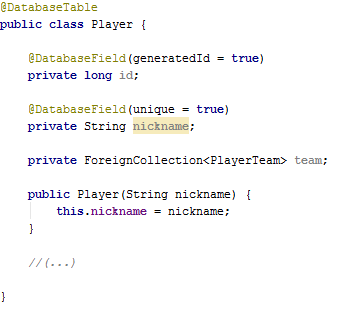 @DatabaseTable
public class Player {
@DatabaseField(generatedId = true)
private long id;
@DatabaseField(unique = true)
private String nickname;
private ForeignCollection<PlayerTeam> team;
public Player(String nickname) {
this.nickname = nickname;
}
//(...)
}